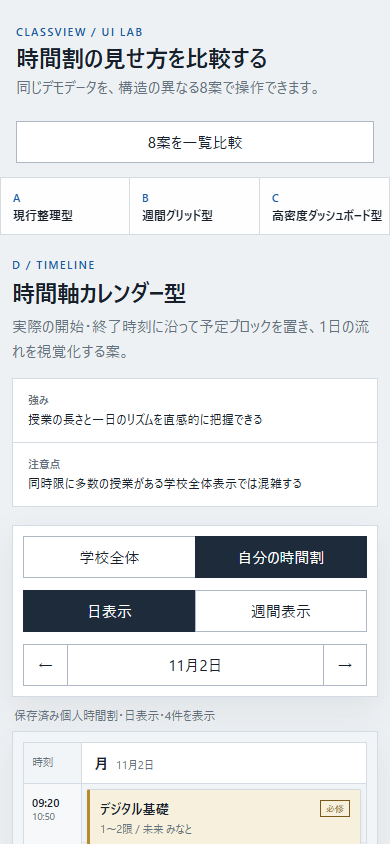 CLASSVIEW / UI LAB
時間割の見せ方を比較する
同じデモデータを、構造の異なる8案で操作できます。
8案を一覧比較
A
現行整理型
B
週間グリッド型
C
高密度ダッシュボード型
D / TIMELINE
時間軸カレンダー型
実際の開始・終了時刻に沿って予定ブロックを置き、1日の流
れを視覚化する案。
強み
授業の長さと一日のリズムを直感的に把握できる
注意点
同時限に多数の授業がある学校全体表示では混雑する
学校全体
自分の時間割
日表示
週間表示
←
11月2日
→
保存済み個人時間割・日表示・4件を表示
時刻
月 11月2日
09:20
10:50
デジタル基礎
必修
1〜2限 / 未来 みなと